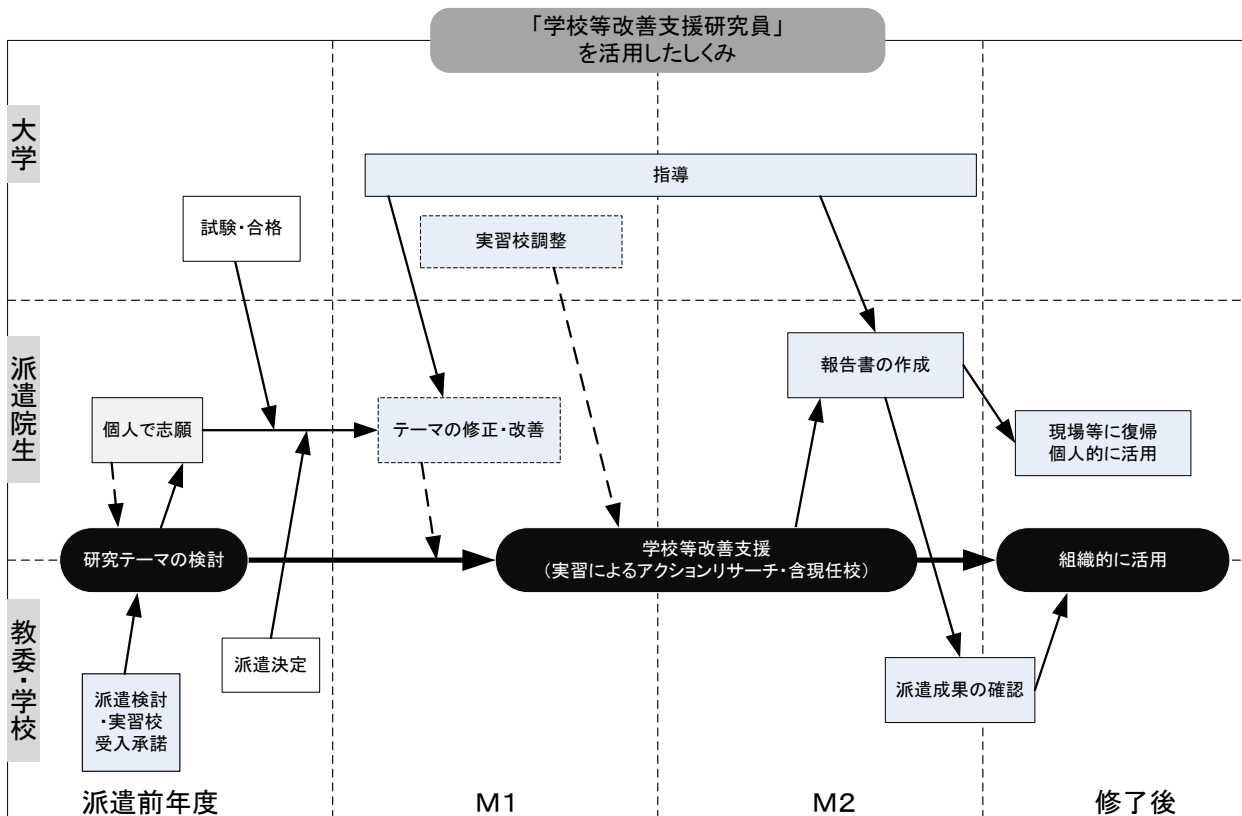 「学校等改善支援研究員」
を活用したしくみ
大学
指導
試験・合格
実習校調整
派遣院生
報告書の作成
個人で志願
テーマの修正・改善
現場等に復帰
個人的に活用
研究テーマの検討
学校等改善支援
(実習によるアクションリサーチ・含現任校)
組織的に活用
教委・学校
派遣決定
派遣成果の確認
派遣検討
・実習校
受入承諾
派遣前年度
M1
M2
修了後